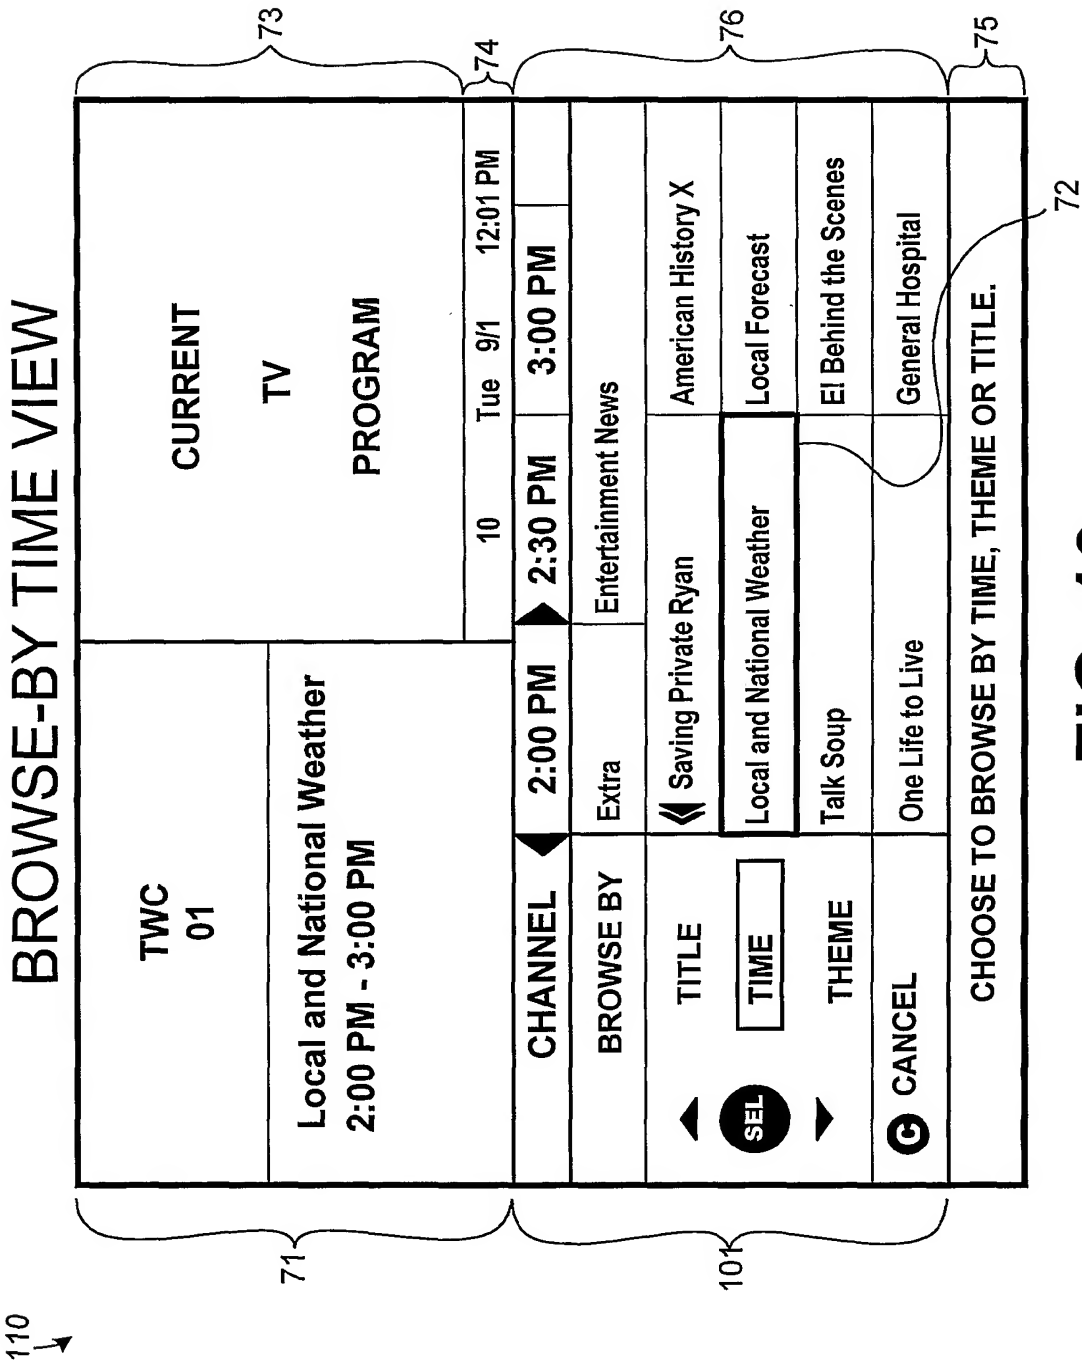 110
BROWSE-BY TIME VIEW
TWC
01
Local and National Weather
2:00 PM - 3:00 PM
CURRENT
TV
PROGRAM
10 Tue 9/1 12:01 PM
71
73
74
CHANNEL 2:00 PM 2:30 PM 3:00 PM
BROWSE BY Extra Entertainment News
TITLE Saving Private Ryan American History X
SEL TIME Local and National Weather Local Forecast
THEME Talk Soup E! Behind the Scenes
C CANCEL One Life to Live General Hospital
101
76
CHOOSE TO BROWSE BY TIME, THEME OR TITLE.
75
72